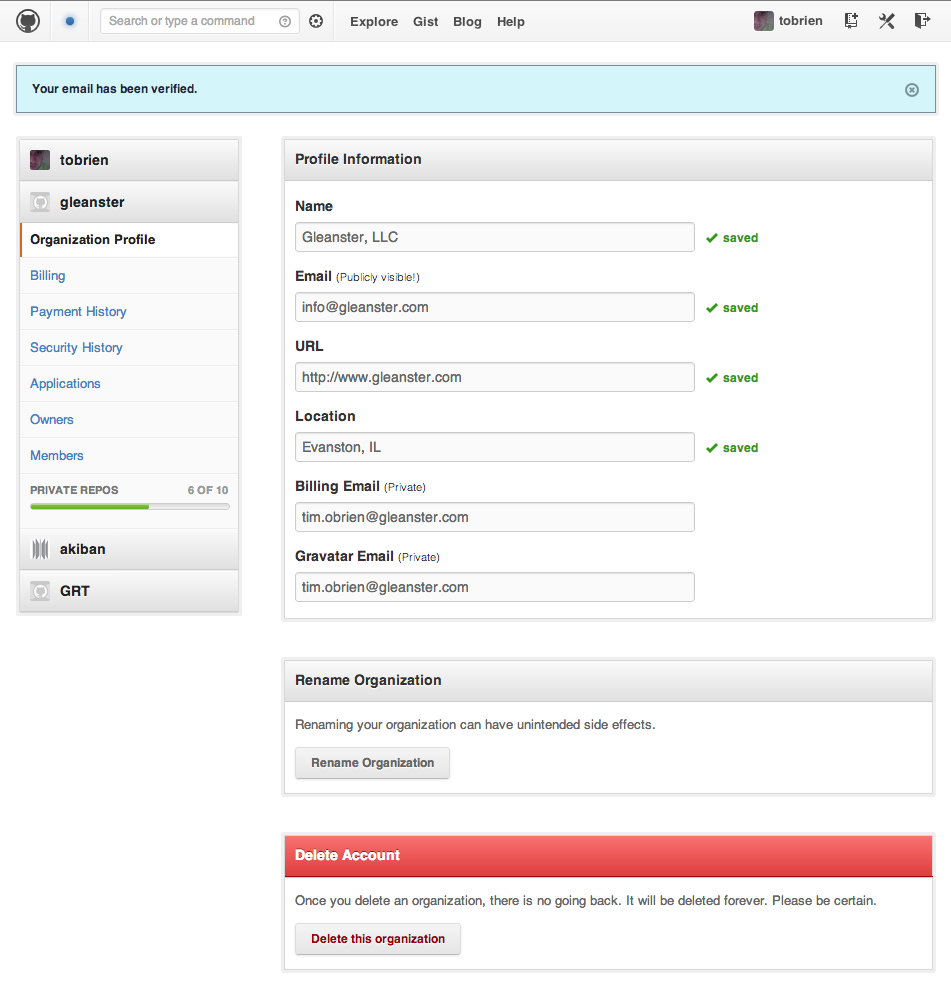 Search or type a command
Explore Gist Blog Help
tobrien
Your email has been verified.
tobrien
gleanster
Organization Profile
Billing
Payment History
Security History
Applications
Owners
Members
PRIVATE REPOS 6 OF 10
akiban
GRT
Profile Information
Name
Gleanster, LLC saved
Email (Publicly visible!)
info@gleanster.com saved
URL
http://www.gleanster.com saved
Location
Evanston, IL saved
Billing Email (Private)
tim.obrien@gleanster.com
Gravatar Email (Private)
tim.obrien@gleanster.com
Rename Organization
Renaming your organization can have unintended side effects.
Rename Organization
Delete Account
Once you delete an organization, there is no going back. It will be deleted forever. Please be certain.
Delete this organization